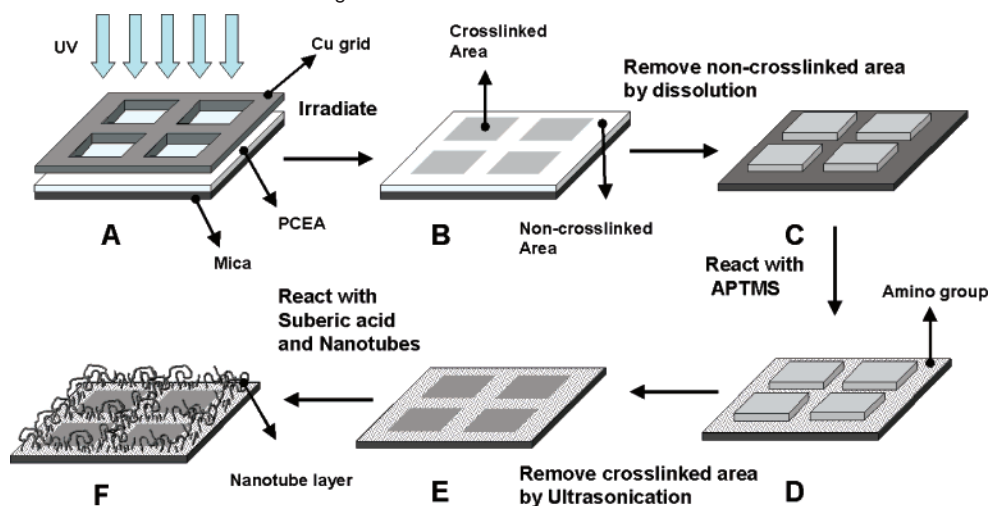 UV
Cu grid
Irradiate
A
PCEA
Mica
Crosslinked
Area
B
Non-crosslinked
Area
Remove non-crosslinked area
by dissolution
C
React with
APTMS
Amino group
D
Remove crosslinked area
by Ultrasonication
E
React with
Suberic acid
and Nanotubes
Nanotube layer
F